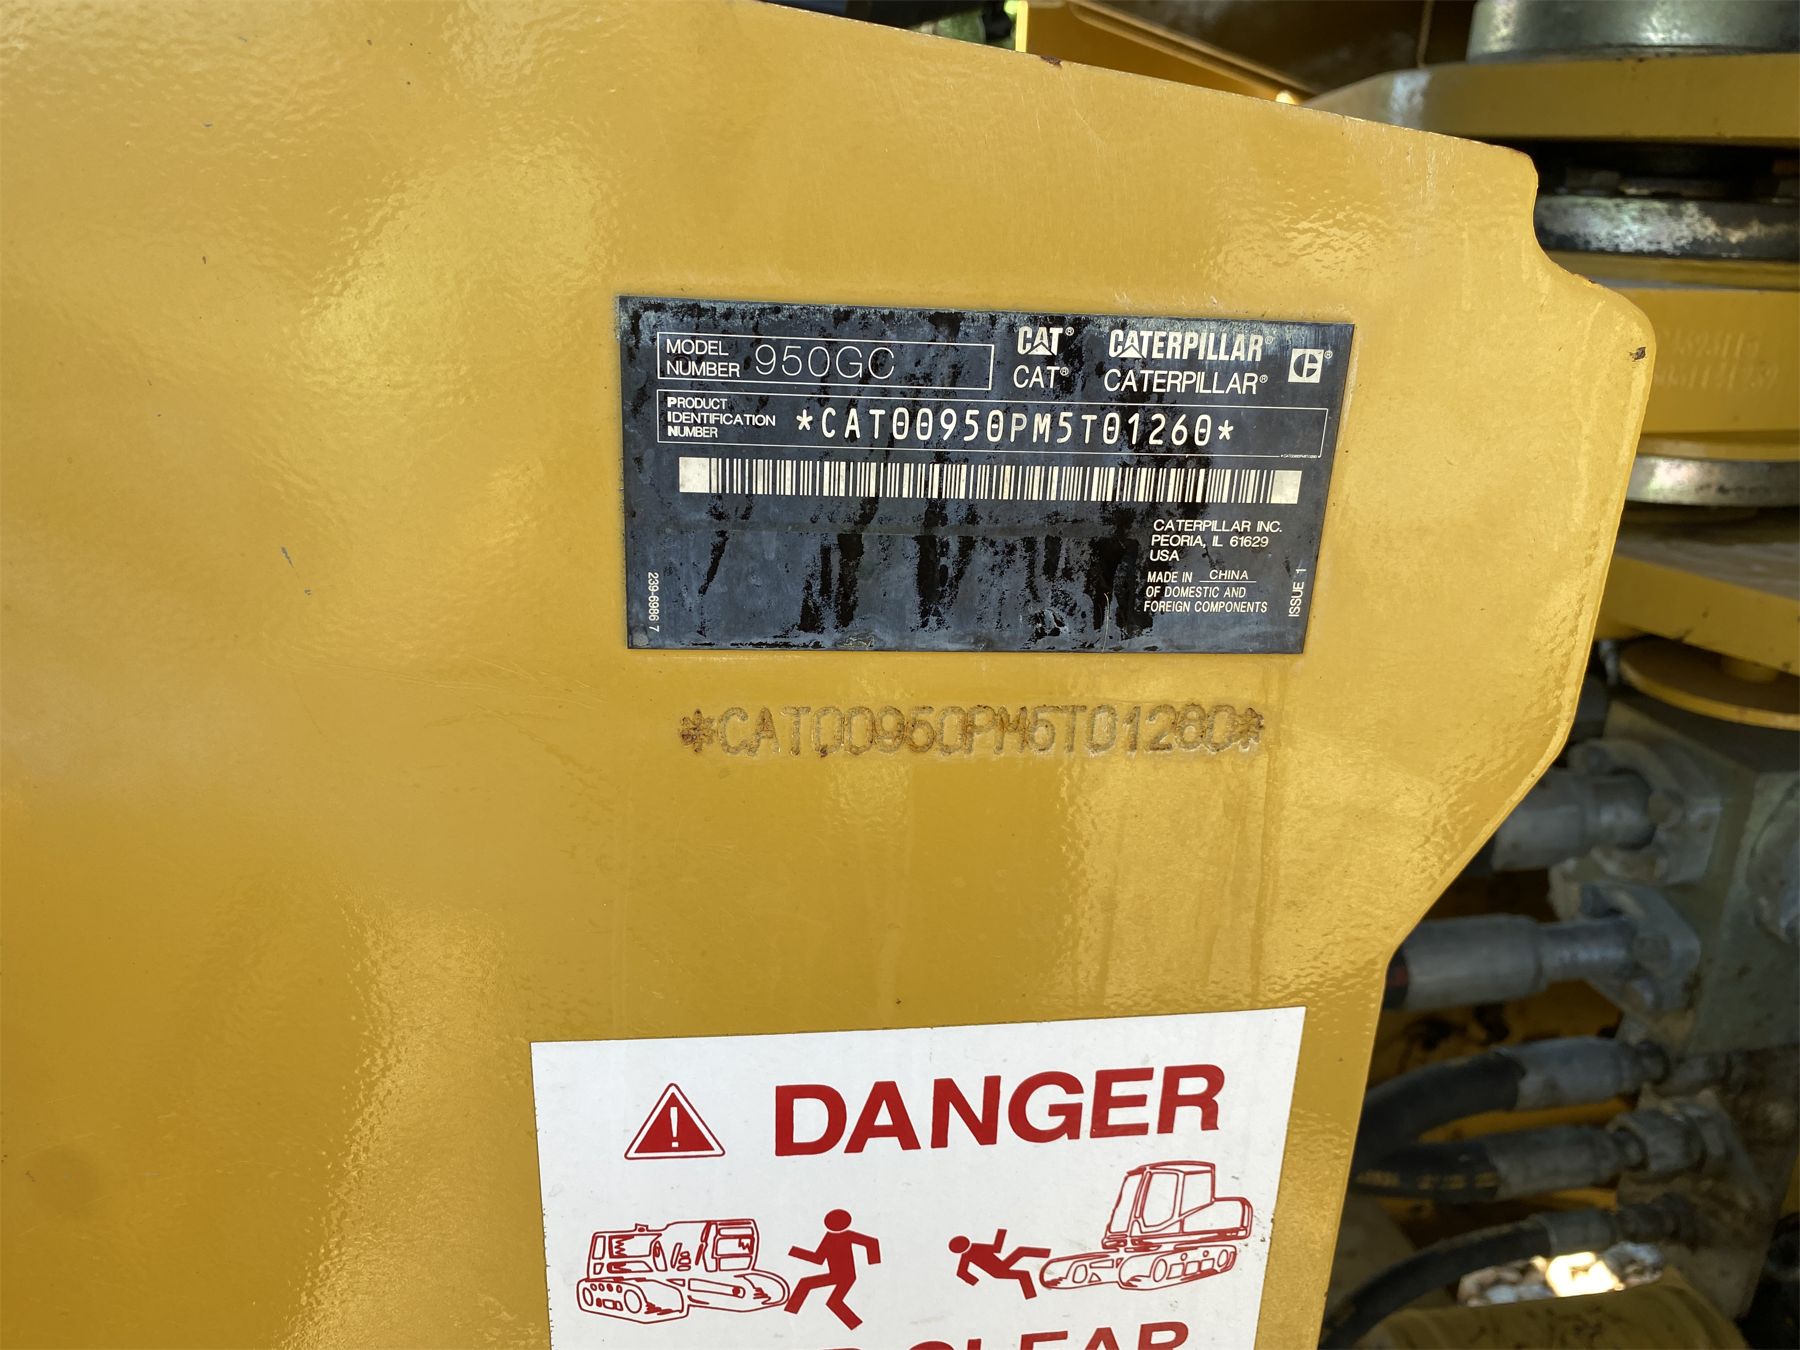 MODEL NUMBER 950GC
CAT® CATERPILLAR®
CAT® CATERPILLAR®
PRODUCT IDENTIFICATION NUMBER *CAT00950PM5T01260*
CATERPILLAR INC.
PEORIA, IL 61629
USA
MADE IN CHINA
OF DOMESTIC AND
FOREIGN COMPONENTS
239-6986 7
ISSUE 1
*CAT00950PM5T01260*
DANGER
CLEAR